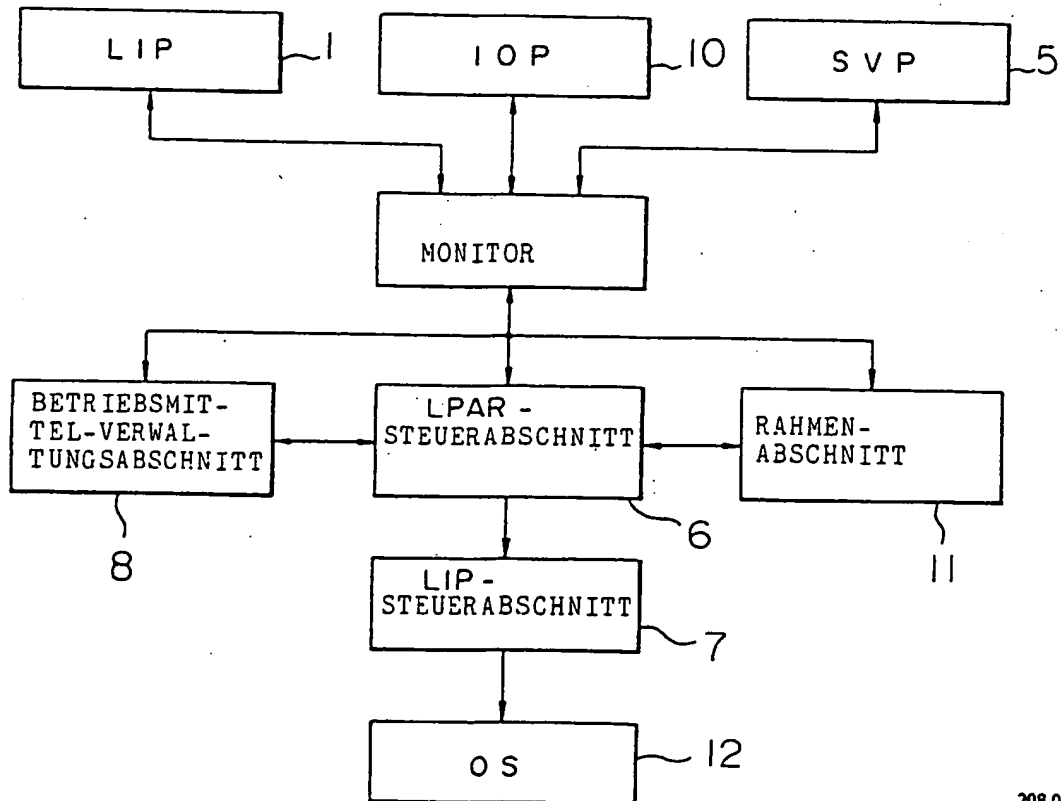 LIP
1
IOP
10
SVP
5
MONITOR
BETRIEBSMIT-
TEL-VERWAL-
TUNGSABSCHNITT
8
LPAR-
STEUERABSCHNITT
6
RAHMEN-
ABSCHNITT
11
LIP-
STEUERABSCHNITT
7
OS
12